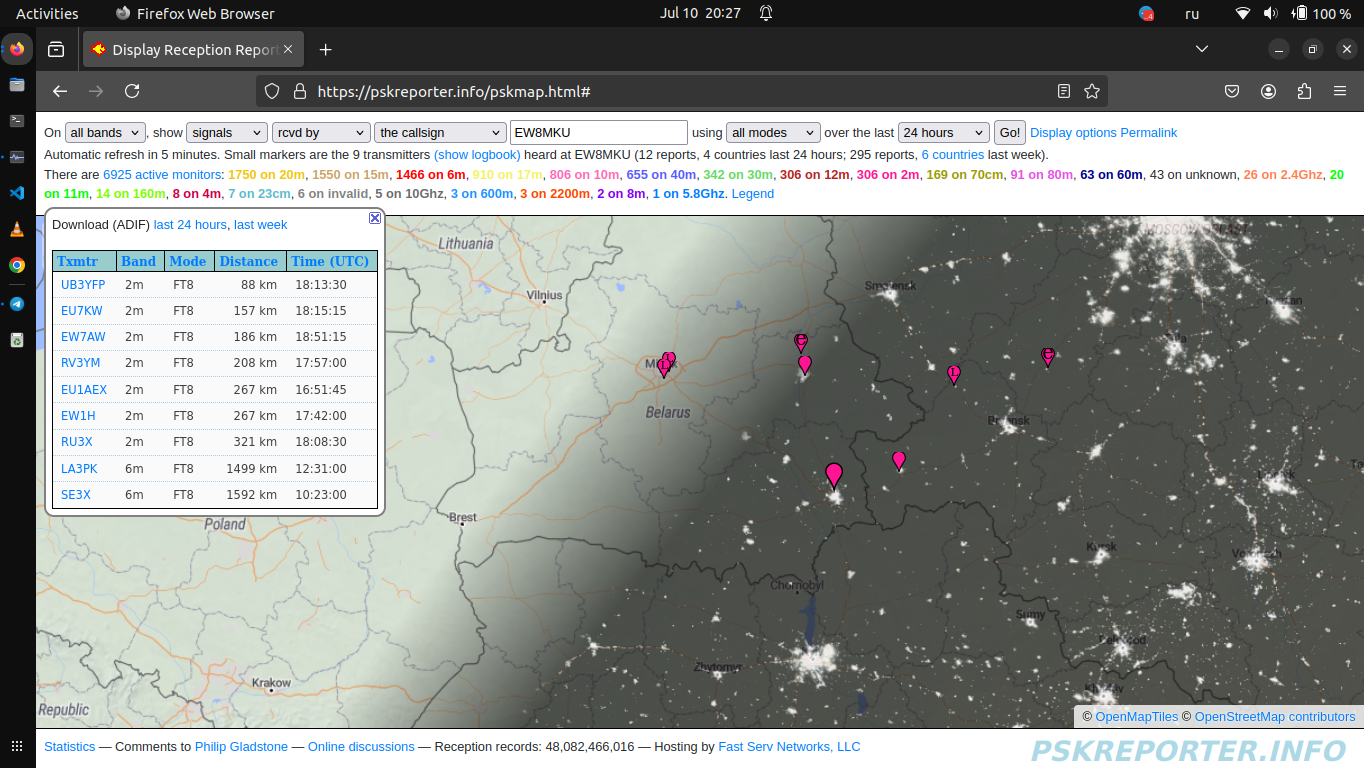 Activities Firefox Web Browser Jul 10 20:27 ru 100 %
Display Reception Repor
https://pskreporter.info/pskmap.html#
On all bands , show signals rcvd by the callsign EW8MKU using all modes over the last 24 hours Go! Display options Permalink
Automatic refresh in 5 minutes. Small markers are the 9 transmitters (show logbook) heard at EW8MKU (12 reports, 4 countries last 24 hours; 295 reports, 6 countries last week).
There are 6925 active monitors: 1750 on 20m, 1550 on 15m, 1466 on 6m, 910 on 17m, 806 on 10m, 655 on 40m, 342 on 30m, 306 on 12m, 306 on 2m, 169 on 70cm, 91 on 80m, 63 on 60m, 43 on unknown, 26 on 2.4Ghz, 20
on 11m, 14 on 160m, 8 on 4m, 7 on 23cm, 6 on invalid, 5 on 10Ghz, 3 on 600m, 3 on 2200m, 2 on 8m, 1 on 5.8Ghz. Legend
Download (ADIF) last 24 hours, last week
Txmtr Band Mode Distance Time (UTC)
UB3YFP 2m FT8 88 km 18:13:30
EU7KW 2m FT8 157 km 18:15:15
EW7AW 2m FT8 186 km 18:51:15
RV3YM 2m FT8 208 km 17:57:00
EU1AEX 2m FT8 267 km 16:51:45
EW1H 2m FT8 267 km 17:42:00
RU3X 2m FT8 321 km 18:08:30
LA3PK 6m FT8 1499 km 12:31:00
SE3X 6m FT8 1592 km 10:23:00
Lithuania
Vilnius
Smolensk
Belarus
Brest
Poland
Kursk
Chornobyl
Sumy
Zhytomyr
Krakow
Republic
© OpenMapTiles © OpenStreetMap contributors
Statistics — Comments to Philip Gladstone — Online discussions — Reception records: 48,082,466,016 — Hosting by Fast Serv Networks, LLC
PSKREPORTER.INFO